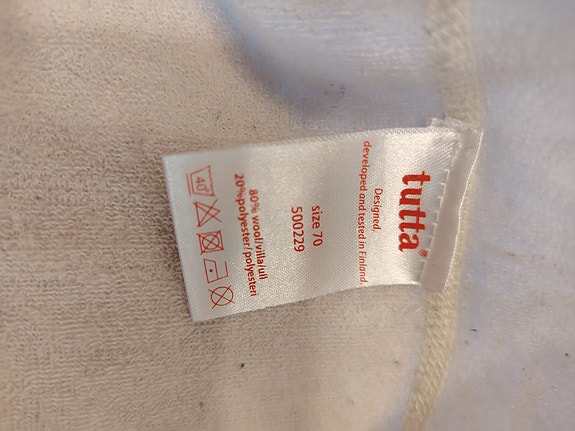 tutta®
Designed,
developed and tested in Finland.
size 70
500229
80% wool/villa/ull
20%polyester/polyesteri
40